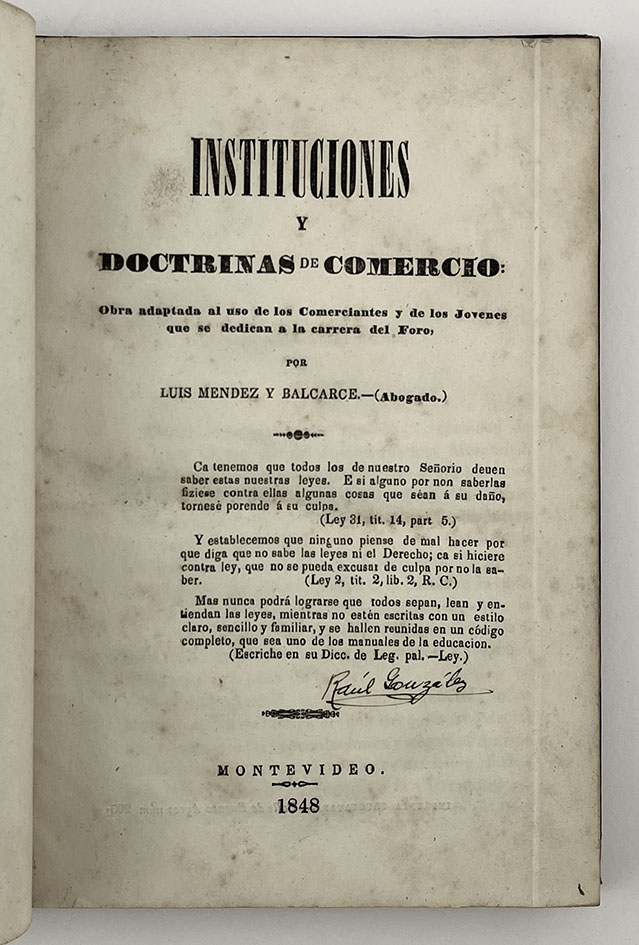 INSTITUCIONES
Y
DOCTRINAS DE COMERCIO:
Obra adaptada al uso de los Comerciantes y de los Jovenes
que se dedican a la carrera del Foro,
POR
LUIS MENDEZ Y BALCARCE.—(Abogado.)
Ca tenemos que todos los de nuestro Señorio deuen
saber estas nuestras leyes. E si alguno por non saberlas
fiziese contra ellas algunas cosas que séan á su daño,
tornesé porende á su culpa.
(Ley 31, tit. 14, part 5.)
Y establecemos que ninguno piense de mal hacer por
que diga que no sabe las leyes ni el Derecho; ca si hiciere
contra ley, que no se pueda excusar de culpa por no la sa-
ber. (Ley 2, tit. 2, lib. 2, R. C.)
Mas nunca podrá lograrse que todos sepan, lean y en-
tiendan las leyes, mientras no estén escritas con un estilo
claro, sencillo y familiar, y se hallen reunidas en un código
completo, que sea uno de los manuales de la educacion.
(Escriche en su Dicc. de Leg. pal.—Ley.)
Raúl González
MONTEVIDEO.
1848